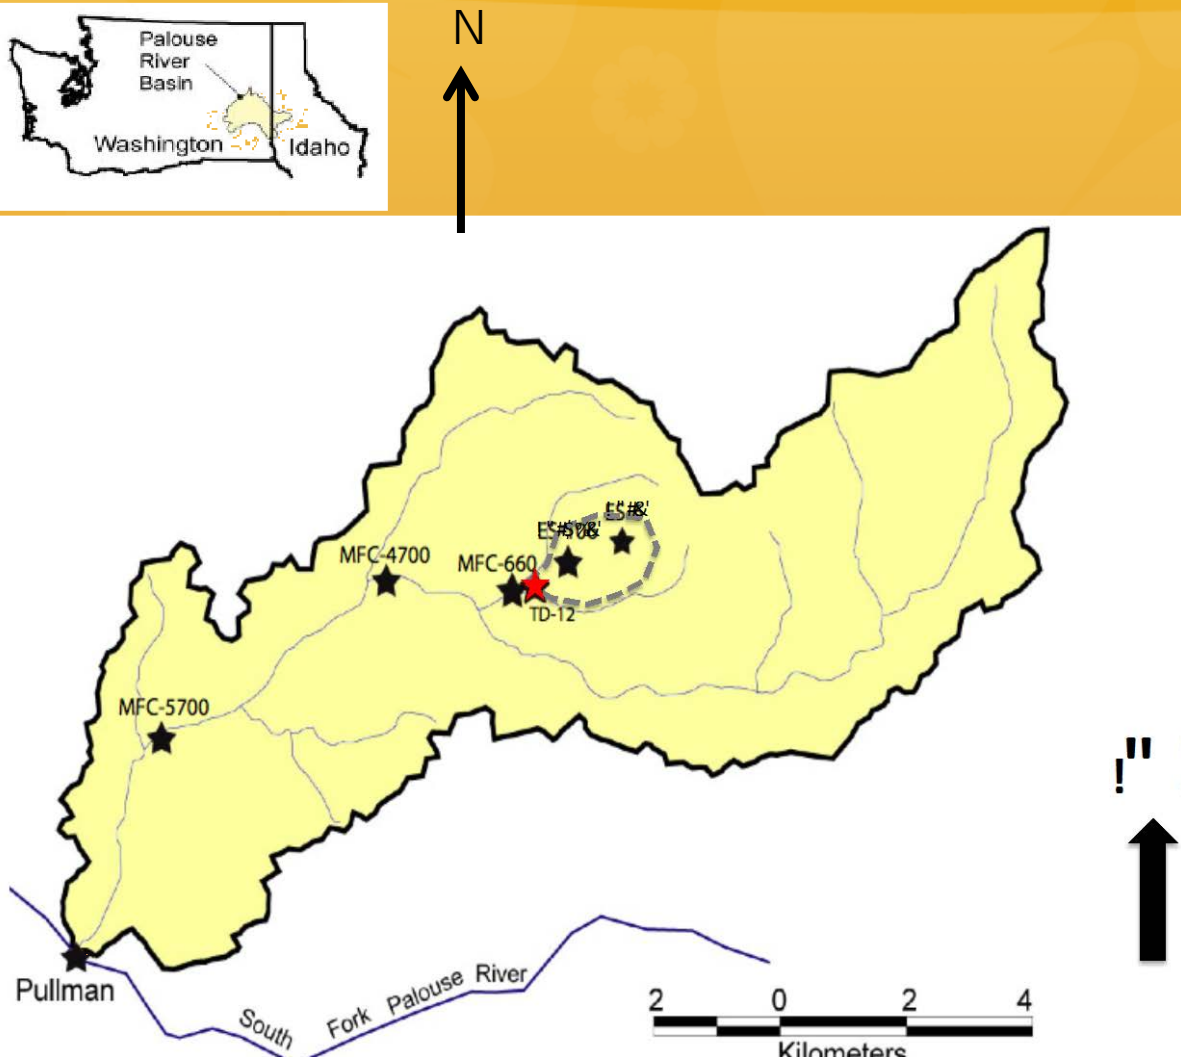 N
Palouse
River
Basin
Washington
Idaho
MFC-4700
MFC-660
TD-12
MFC-5700
!"
Pullman
South Fork Palouse River
2 0 2 4
Kilometers